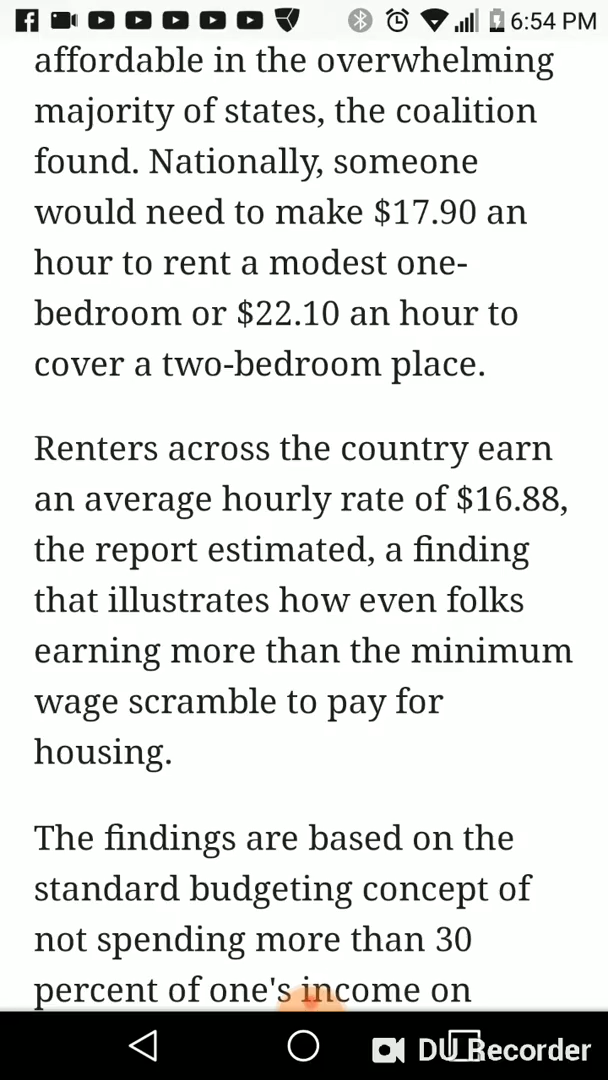 6:54 PM
affordable in the overwhelming
majority of states, the coalition
found. Nationally, someone
would need to make $17.90 an
hour to rent a modest one-
bedroom or $22.10 an hour to
cover a two-bedroom place.
Renters across the country earn
an average hourly rate of $16.88,
the report estimated, a finding
that illustrates how even folks
earning more than the minimum
wage scramble to pay for
housing.
The findings are based on the
standard budgeting concept of
not spending more than 30
percent of one's income on
DU Recorder